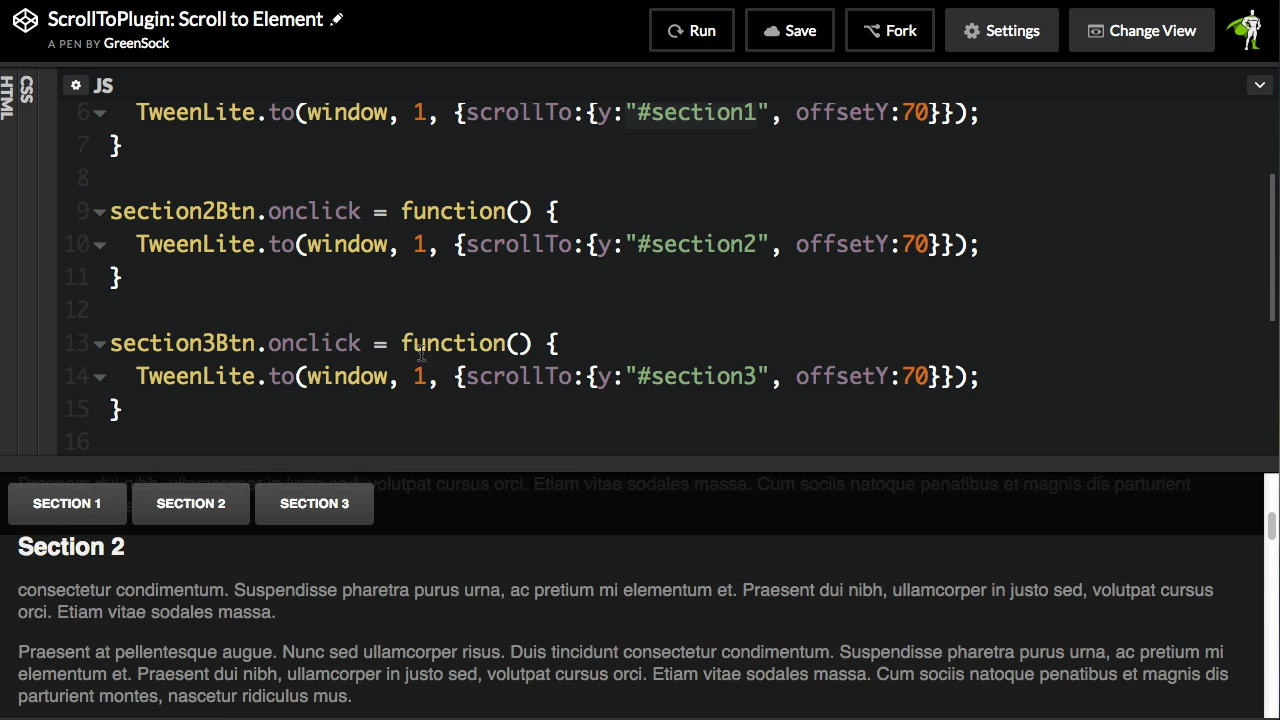 ScrollToPlugin: Scroll to Element
A PEN BY GreenSock
Run
Save
Fork
Settings
Change View
HTML
CSS
JS
6 TweenLite.to(window, 1, {scrollTo:{y:"#section1", offsetY:70}});
7 }
8
9 section2Btn.onclick = function() {
10 TweenLite.to(window, 1, {scrollTo:{y:"#section2", offsetY:70}});
11 }
12
13 section3Btn.onclick = function() {
14 TweenLite.to(window, 1, {scrollTo:{y:"#section3", offsetY:70}});
15 }
16
volutpat cursus orci. Etiam vitae sodales massa. Cum sociis natoque penatibus et magnis dis parturient
SECTION 1
SECTION 2
SECTION 3
Section 2
consectetur condimentum. Suspendisse pharetra purus urna, ac pretium mi elementum et. Praesent dui nibh, ullamcorper in justo sed, volutpat cursus
orci. Etiam vitae sodales massa.
Praesent at pellentesque augue. Nunc sed ullamcorper risus. Duis tincidunt consectetur condimentum. Suspendisse pharetra purus urna, ac pretium mi
elementum et. Praesent dui nibh, ullamcorper in justo sed, volutpat cursus orci. Etiam vitae sodales massa. Cum sociis natoque penatibus et magnis dis
parturient montes, nascetur ridiculus mus.